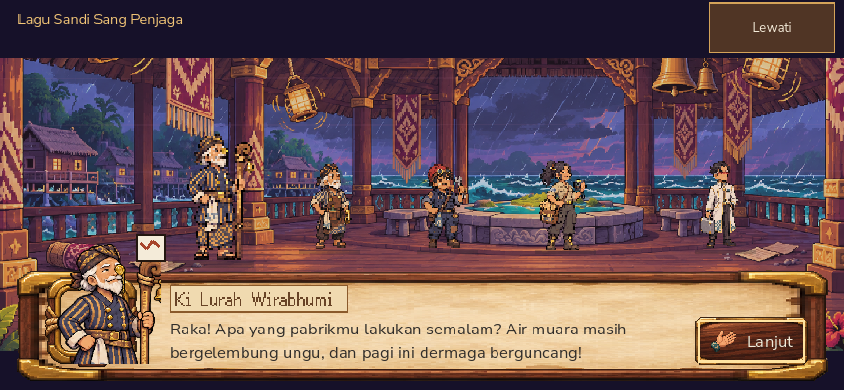 Lagu Sandi Sang Penjaga
Lewati
Ki Lurah Wirabhumi
Raka! Apa yang pabrikmu lakukan semalam? Air muara masih
bergelembung ungu, dan pagi ini dermaga berguncang!
Lanjut